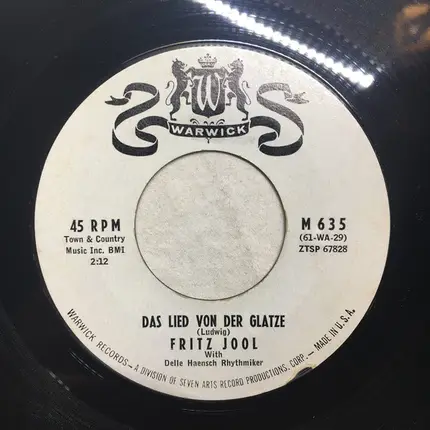 W
WARWICK
45 RPM
Town & Country
Music Inc. BMI
2:12
M 635
(61-WA-29)
ZTSP 67828
DAS LIED VON DER GLATZE
(Ludwig)
FRITZ JOOL
With
Delle Haensch Rhythmiker
WARWICK RECORDS—A DIVISION OF SEVEN ARTS RECORD PRODUCTIONS, CORP.— MADE IN U.S.A.